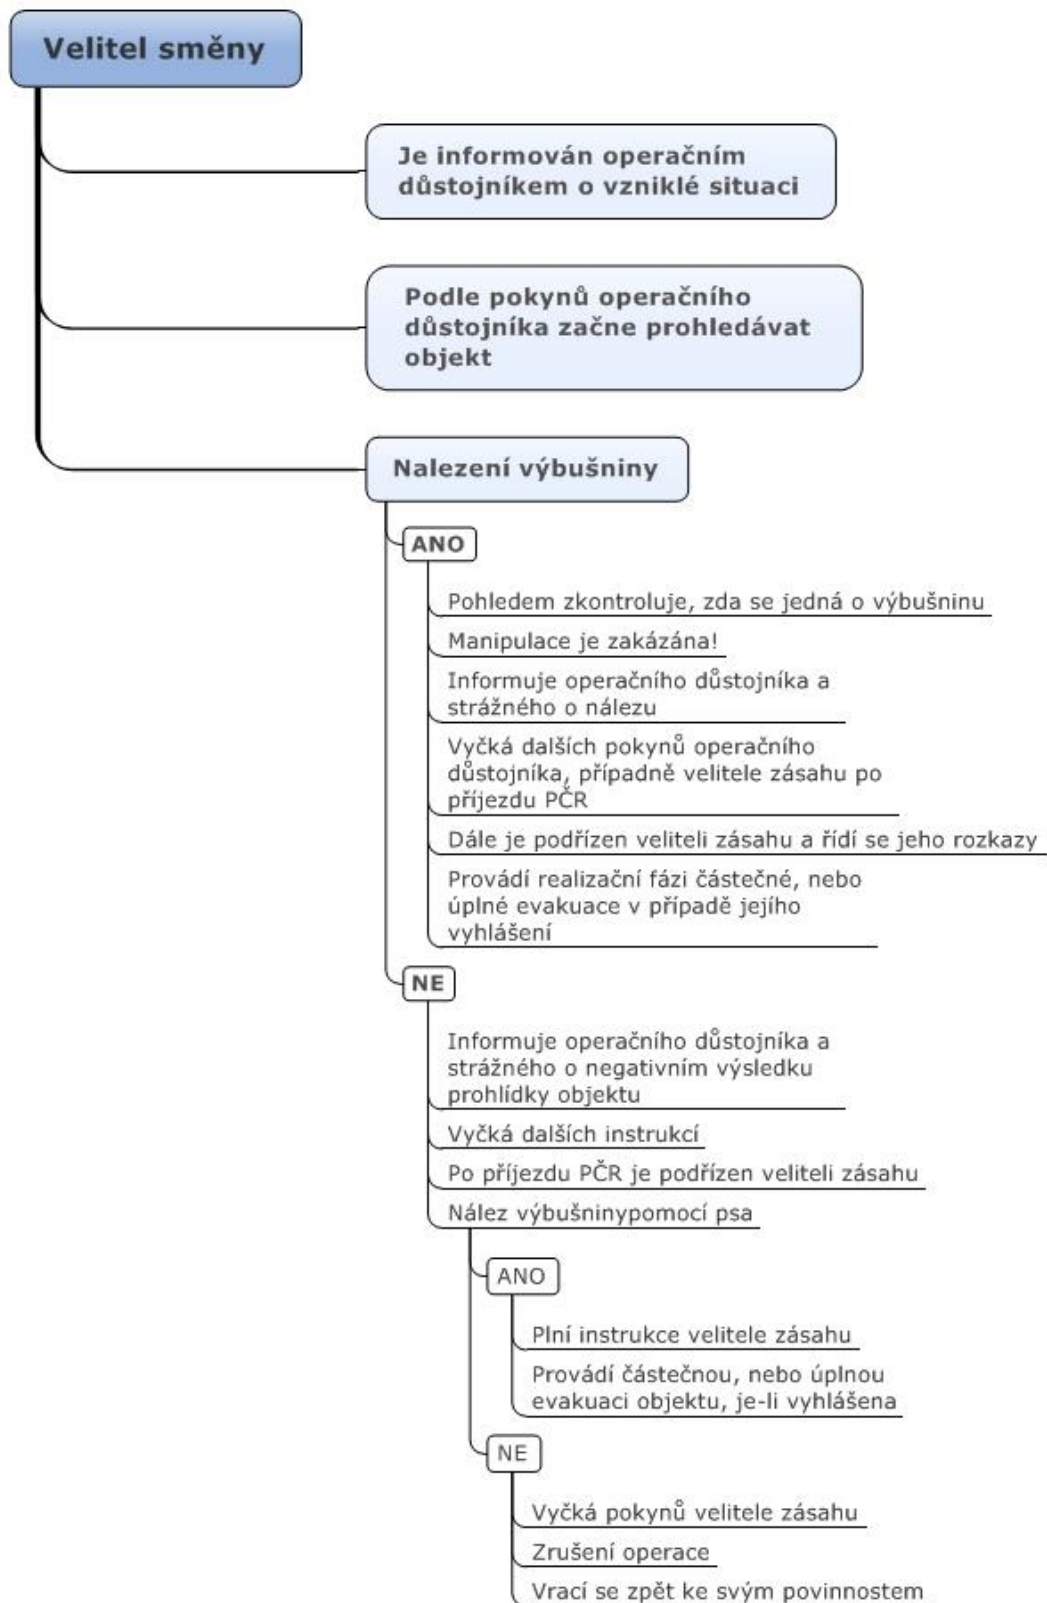 Velitel směny
Je informován operačním
důstojníkem o vzniklé situaci
Podle pokynů operačního
důstojníka začne prohledávat
objekt
Nalezení výbušniny
ANO
Pohledem zkontroluje, zda se jedná o výbušninu
Manipulace je zakázána!
Informuje operačního důstojníka a
strážného o nálezu
Vyčká dalších pokynů operačního
důstojníka, případně velitele zásahu po
příjezdu PČR
Dále je podřízen veliteli zásahu a řídí se jeho rozkazy
Provádí realizační fázi částečné, nebo
úplné evakuace v případě jejího
vyhlášení
NE
Informuje operačního důstojníka a
strážného o negativním výsledku
prohlídky objektu
Vyčká dalších instrukcí
Po příjezdu PČR je podřízen veliteli zásahu
Nález výbušninypomocí psa
ANO
Plní instrukce velitele zásahu
Provádí částečnou, nebo úplnou
evakuaci objektu, je-li vyhlášena
NE
Vyčká pokynů velitele zásahu
Zrušení operace
Vrací se zpět ke svým povinnostem